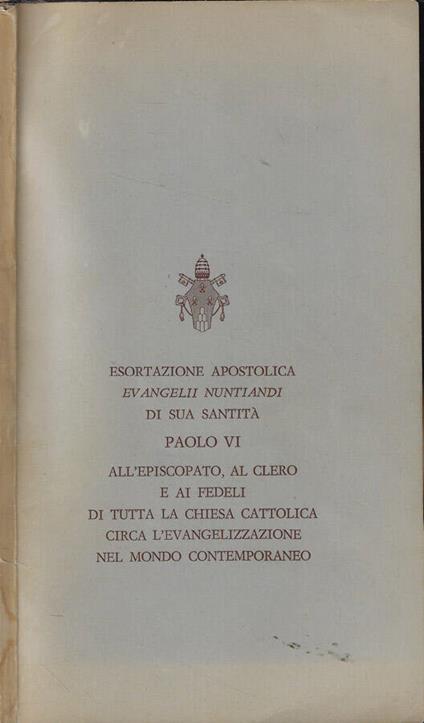 ESORTAZIONE APOSTOLICA
EVANGELII NUNTIANDI
DI SUA SANTITÀ
PAOLO VI
ALL'EPISCOPATO, AL CLERO
E AI FEDELI
DI TUTTA LA CHIESA CATTOLICA
CIRCA L'EVANGELIZZAZIONE
NEL MONDO CONTEMPORANEO